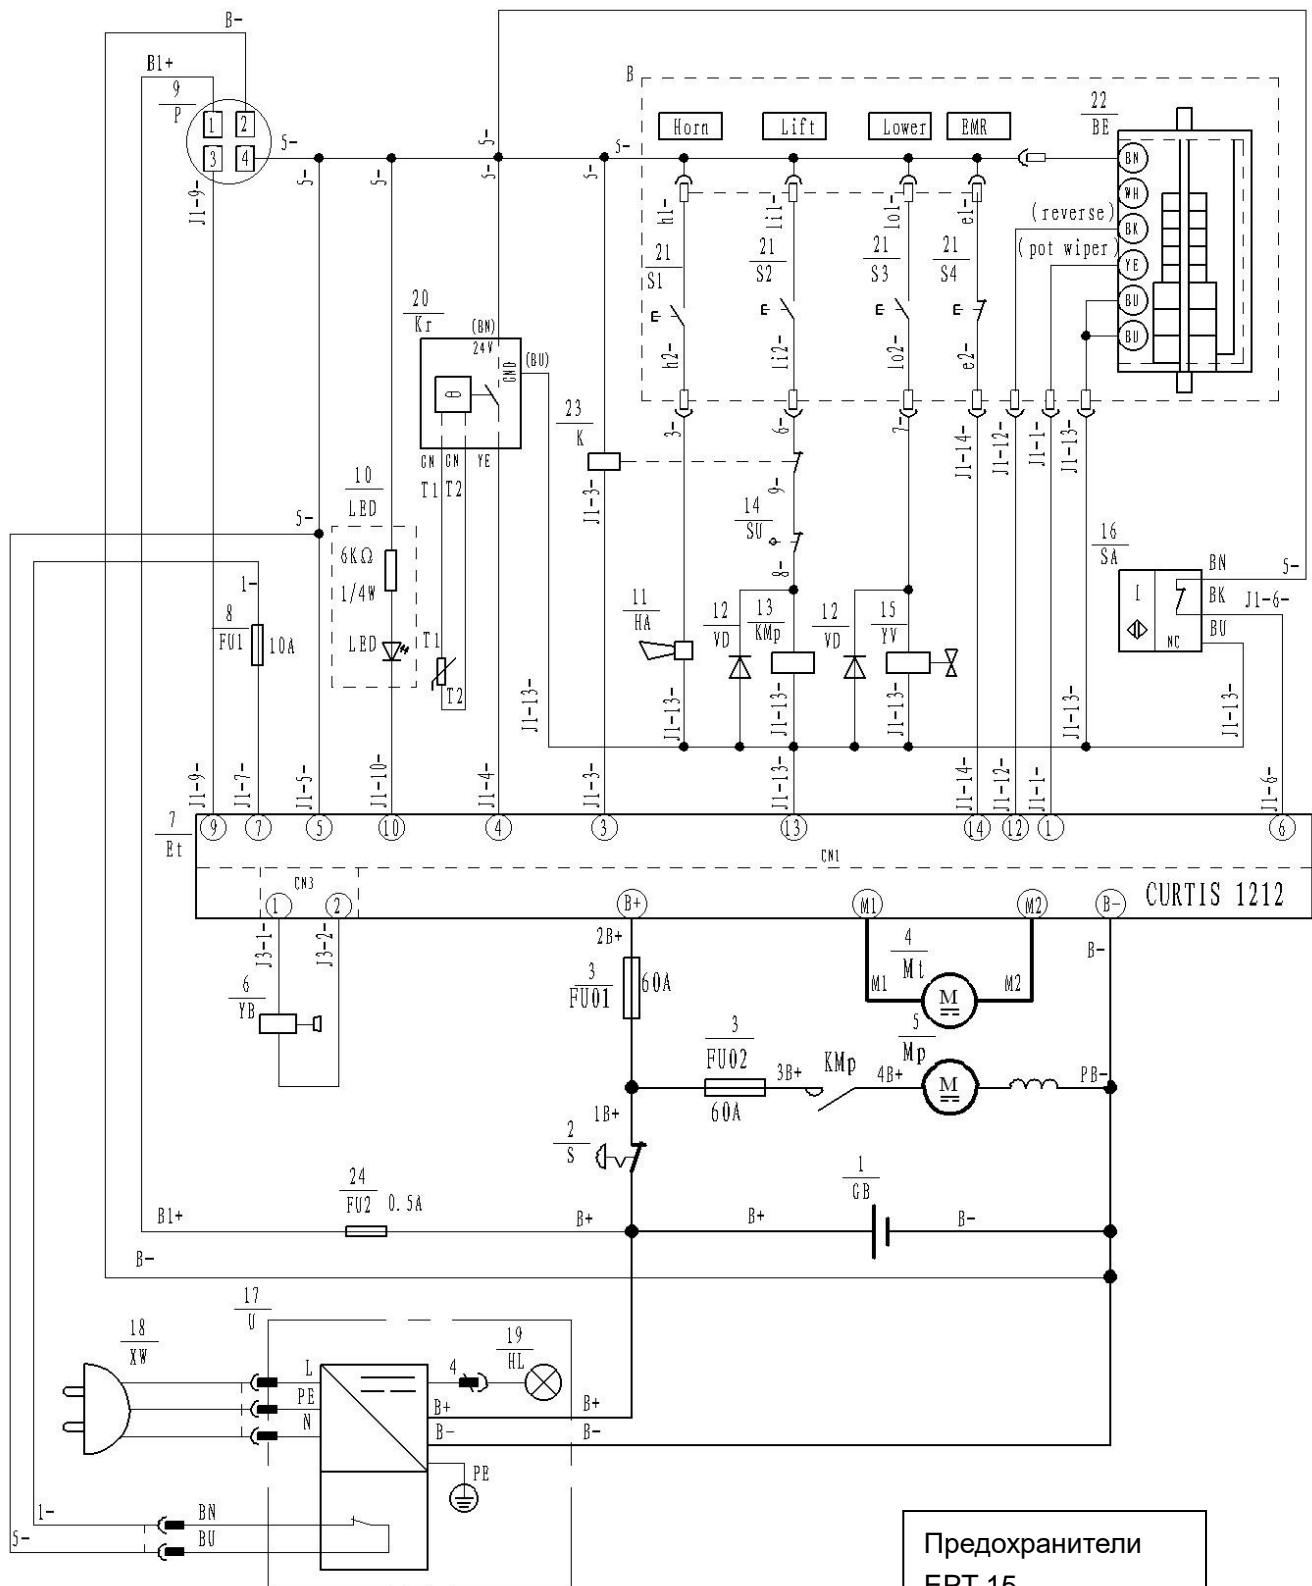 B-
B1+
9
P
1
2
3
4
5-
J1-9-
5-
5-
5-
5-
5-
5-
B
Horn
Lift
Lower
EMR
22
BE
BN
WH
BK
YE
BU
BU
(reverse)
(pot wiper)
h1-
li1-
lo1-
e1-
21
S1
21
S2
21
S3
21
S4
h2-
li2-
lo2-
e2-
20
Kr
(BN)
24V
GND
(BU)
θ
GN
GN
YE
T1
T2
23
K
3-
6-
7-
J1-14-
J1-12-
J1-1-
J1-13-
J1-3-
9-
10
LED
6KΩ
1/4W
LED
5-
1-
8
FU1
10A
T1
T2
14
SU
8-
16
SA
I
NC
BN
5-
BK
J1-6-
BU
11
HA
12
VD
13
KMp
12
VD
15
YV
J1-13-
J1-13-
J1-13-
J1-13-
J1-13-
J1-13-
J1-9-
J1-7-
J1-5-
J1-10-
J1-4-
J1-3-
J1-13-
J1-14-
J1-12-
J1-1-
J1-6-
7
Et
9
7
5
10
4
3
13
14
12
1
6
CN1
CN3
1
2
B+
M1
M2
B-
CURTIS 1212
J3-1-
J3-2-
2B+
B-
6
YB
3
FU01
60A
4
Mt
M1
M
M2
3
FU02
60A
3B+
KMp
4B+
5
Mp
M
PB-
1B+
2
S
24
FU2
0.5A
B1+
B+
B+
1
GB
B-
B-
17
U
18
XW
L
PE
N
4
19
HL
B+
B+
B-
B-
PE
1-
BN
5-
BU
Предохранители
EPT 15